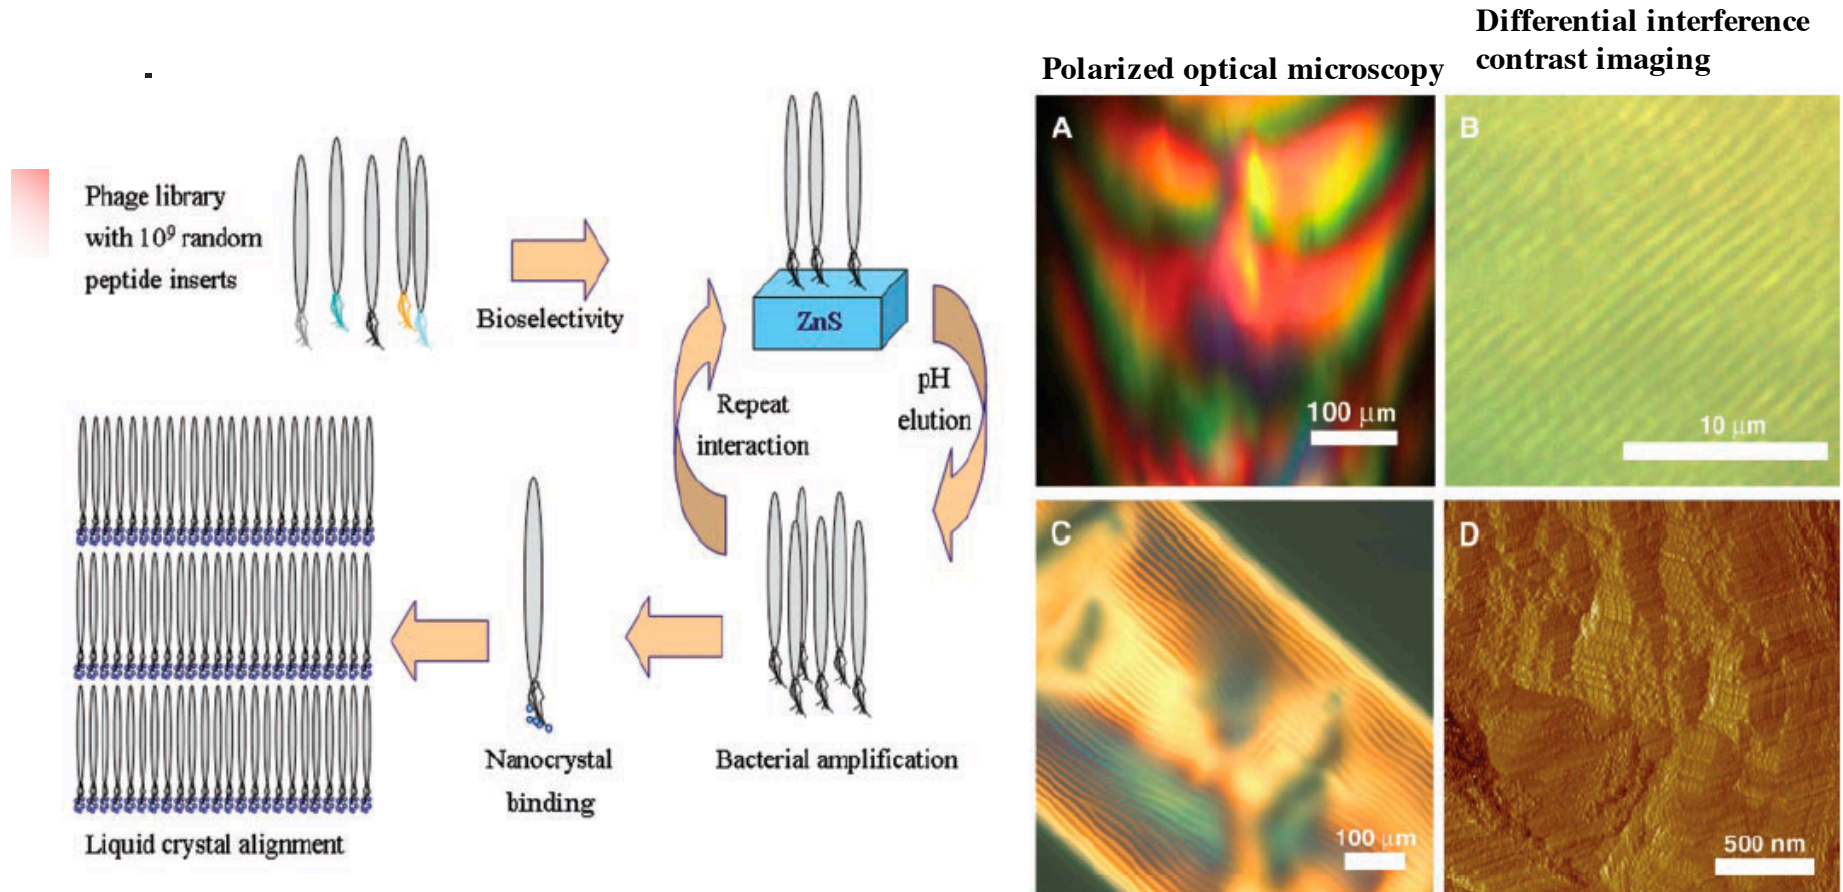 Phage library
with 10⁹ random
peptide inserts
Bioselectivity
ZnS
pH
elution
Repeat
interaction
Bacterial amplification
Nanocrystal
binding
Liquid crystal alignment
Polarized optical microscopy
Differential interference
contrast imaging
A
100 µm
B
10 µm
C
100 µm
D
500 nm